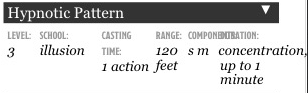 Hypnotic Pattern ▼
LEVEL: SCHOOL: CASTING TIME: RANGE: COMPONENTS: DURATION:
3 illusion 1 action 120 feet s m concentration, up to 1 minute